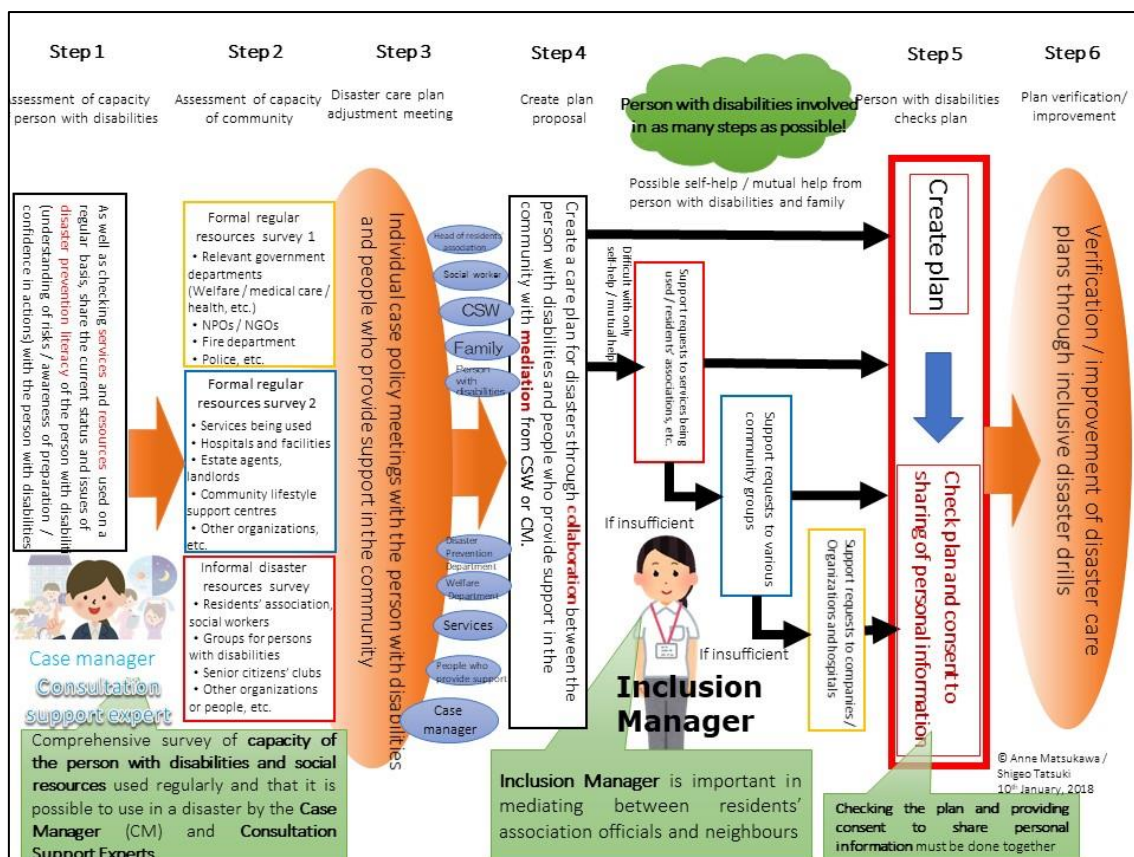 Step 1
Step 2
Step 3
Step 4
Step 5
Step 6
Assessment of capacity
person with disabilities
Assessment of capacity
of community
Disaster care plan
adjustment meeting
Create plan
proposal
Person with disabilities involved
in as many steps as possible!
Person with disabilities
checks plan
Plan verification/
improvement
Possible self-help / mutual help from
person with disabilities and family
As well as checking services and resources used on a
regular basis, share the current status and issues of
disaster prevention literacy of the person with disabiliti
(understanding of risks / awareness of preparation /
confidence in actions) with the person with disabilities
Case manager
Consultation
support expert
Formal regular
resources survey 1
• Relevant government
departments
(Welfare / medical care /
health, etc.)
• NPOs / NGOs
• Fire department
• Police, etc.
Formal regular
resources survey 2
• Services being used
• Hospitals and facilities
• Estate agents,
landlords
• Community lifestyle
support centres
• Other organizations,
etc.
Informal disaster
resources survey
• Residents' association,
social workers
• Groups for persons
with disabilities
• Senior citizens' clubs
• Other organizations
or people, etc.
Individual case policy meetings with the person with disabilities
and people who provide support in the community
Head of residents'
association
Social worker
CSW
Family
Person
with
disabilities
Disaster
Prevention
Department
Welfare
Department
Services
People who
provide support
Case
manager
Create a care plan for disasters through collaboration between the
person with disabilities and people who provide support in the
community with mediation from CSW or CM.
Difficult with only
self-help / mutual help
Support requests to services being
used / residents' associations, etc.
If insufficient
Support requests to various
community groups
If insufficient
Support requests to companies /
Organizations and hospitals
Inclusion
Manager
Create plan
Check plan and consent to
sharing of personal information
Verification / improvement of disaster care
plans through inclusive disaster drills
© Anne Matsukawa /
Shigeo Tatsuki
10th January, 2018
Comprehensive survey of capacity of
the person with disabilities and social
resources used regularly and that it is
possible to use in a disaster by the Case
Manager (CM) and Consultation
Support Experts
Inclusion Manager is important in
mediating between residents'
association officials and neighbours
Checking the plan and providing
consent to share personal
information must be done together